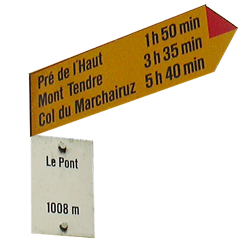 Pré de l'Haut 1 h 50 min
Mont Tendre 3 h 35 min
Col du Marchairuz 5 h 40 min
Le Pont
1008 m